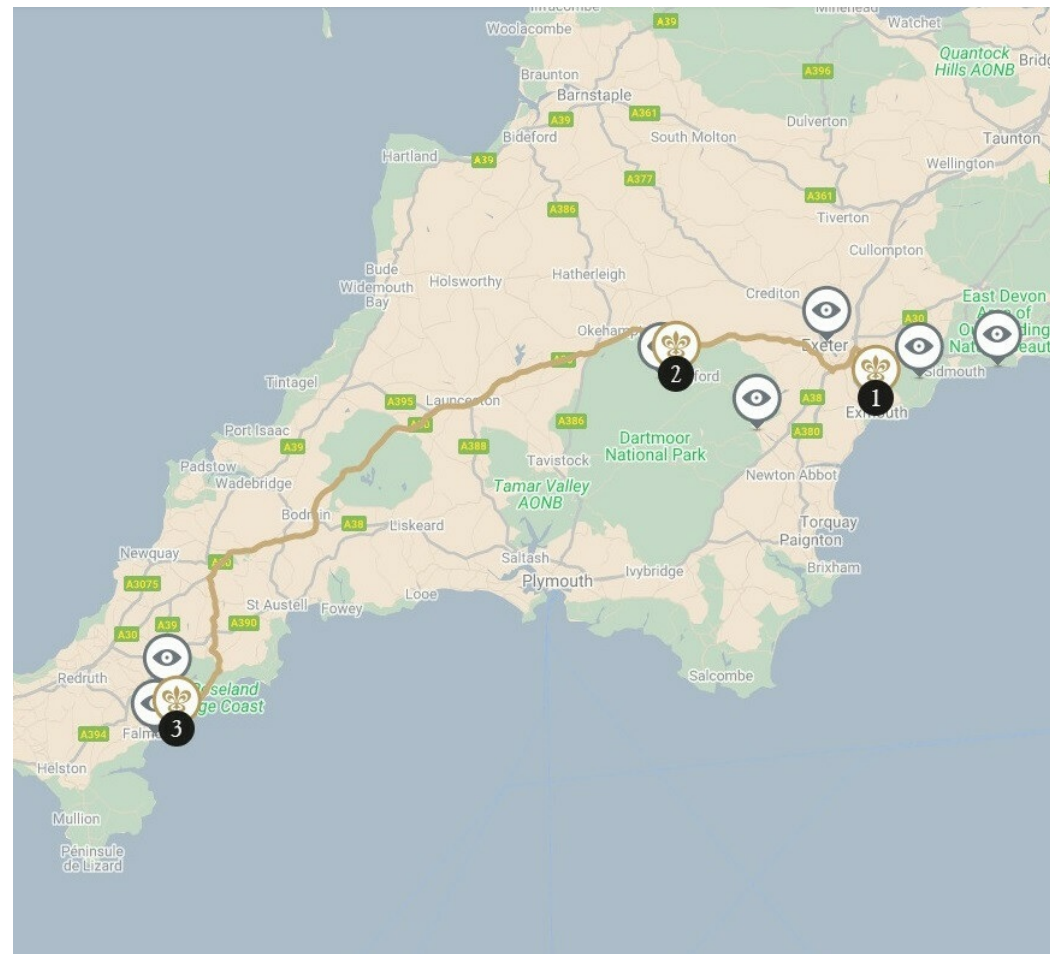 A39
Watchet
Woolacombe
Quantock
Hills AONB
A396
Braunton
Barnstaple
A361
Dulverton
A39
Bideford
South Molton
Taunton
Hartland
A39
Wellington
A377
A361
A386
Tiverton
Cullompton
Bude
Widemouth
Bay
Holsworthy
Hatherleigh
Crediton
East Devon
A30
Exeter
Sidmouth
2
1
Exmouth
A38
Tintagel
A395
Launceston
A386
A380
Port Isaac
A39
A388
Dartmoor
National Park
Padstow
Wadebridge
Tavistock
Newton Abbot
Tamar Valley
AONB
Bodmin
A38
Liskeard
Torquay
Paignton
Newquay
Saltash
Ivybridge
Brixham
Plymouth
A3075
St Austell
Fowey
Looe
A39
A390
A30
Redruth
Salcombe
3
A394
Helston
Mullion
Péninsule
de Lizard